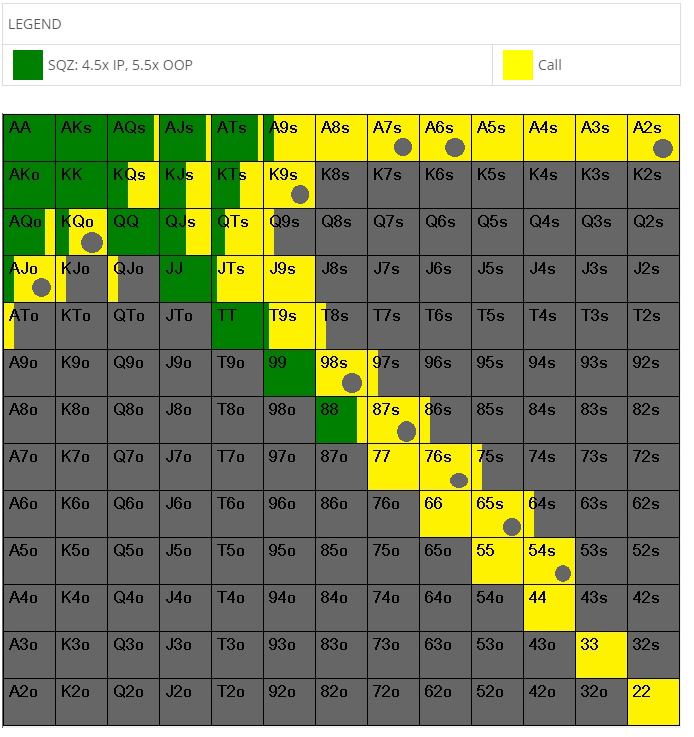 LEGEND
SQZ: 4.5x IP, 5.5x OOP Call
AA AKs AQs AJs ATs A9s A8s A7s A6s A5s A4s A3s A2s
AKo KK KQs KJs KTs K9s K8s K7s K6s K5s K4s K3s K2s
AQo KQo QQ QJs QTs Q9s Q8s Q7s Q6s Q5s Q4s Q3s Q2s
AJo KJo QJo JJ JTs J9s J8s J7s J6s J5s J4s J3s J2s
ATo KTo QTo JTo TT T9s T8s T7s T6s T5s T4s T3s T2s
A9o K9o Q9o J9o T9o 99 98s 97s 96s 95s 94s 93s 92s
A8o K8o Q8o J8o T8o 98o 88 87s 86s 85s 84s 83s 82s
A7o K7o Q7o J7o T7o 97o 87o 77 76s 75s 74s 73s 72s
A6o K6o Q6o J6o T6o 96o 86o 76o 66 65s 64s 63s 62s
A5o K5o Q5o J5o T5o 95o 85o 75o 65o 55 54s 53s 52s
A4o K4o Q4o J4o T4o 94o 84o 74o 64o 54o 44 43s 42s
A3o K3o Q3o J3o T3o 93o 83o 73o 63o 53o 43o 33 32s
A2o K2o Q2o J2o T2o 92o 82o 72o 62o 52o 42o 32o 22